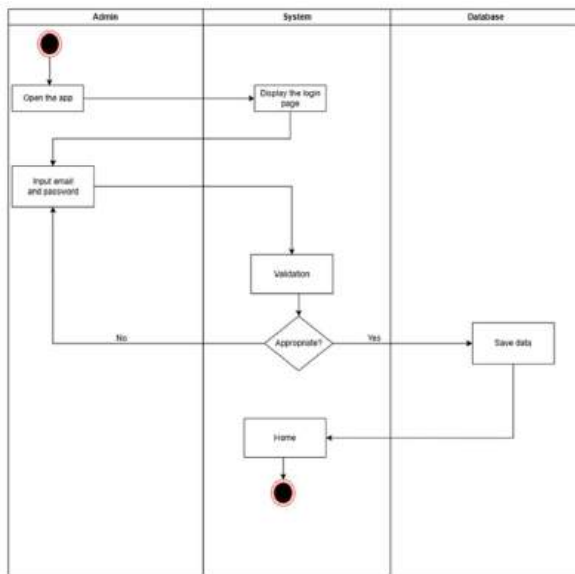 Admin
System
Database
Open the app
Display the login
page
Input email
and password
Validation
Appropriate?
No
Yes
Save data
Home